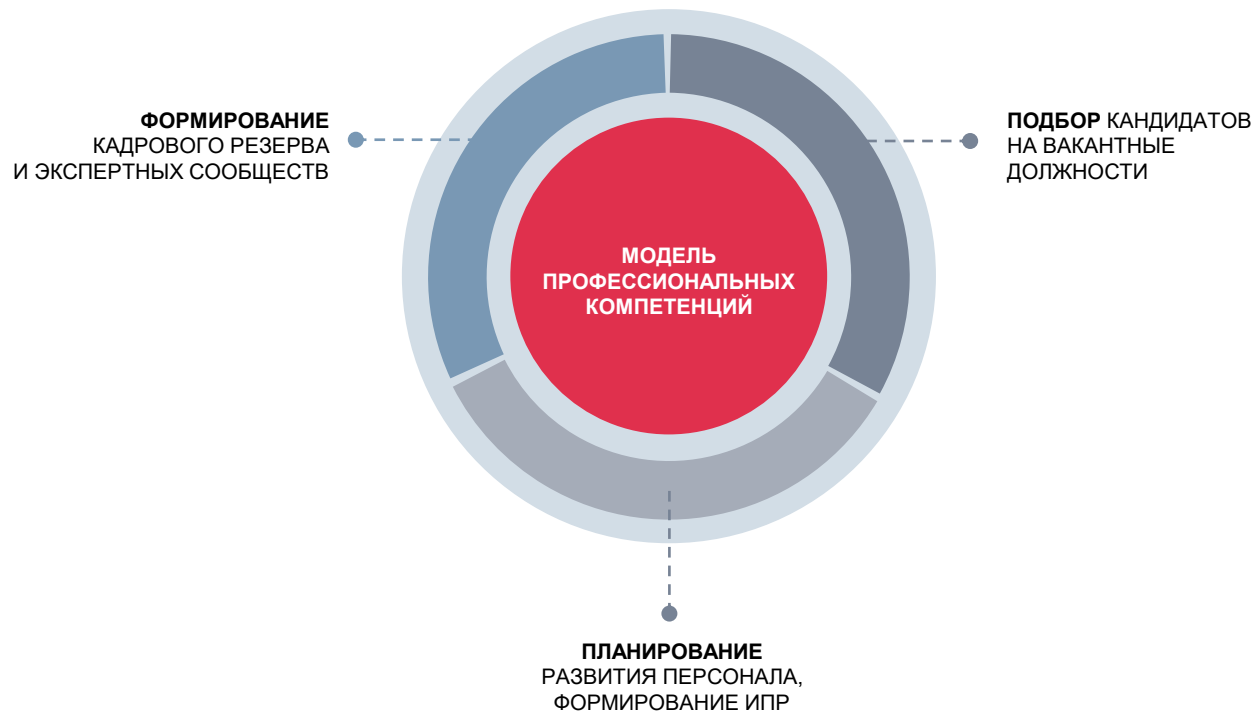 ФОРМИРОВАНИЕ
КАДРОВОГО РЕЗЕРВА
И ЭКСПЕРТНЫХ СООБЩЕСТВ
ПОДБОР КАНДИДАТОВ
НА ВАКАНТНЫЕ
ДОЛЖНОСТИ
МОДЕЛЬ
ПРОФЕССИОНАЛЬНЫХ
КОМПЕТЕНЦИЙ
ПЛАНИРОВАНИЕ
РАЗВИТИЯ ПЕРСОНАЛА,
ФОРМИРОВАНИЕ ИПР